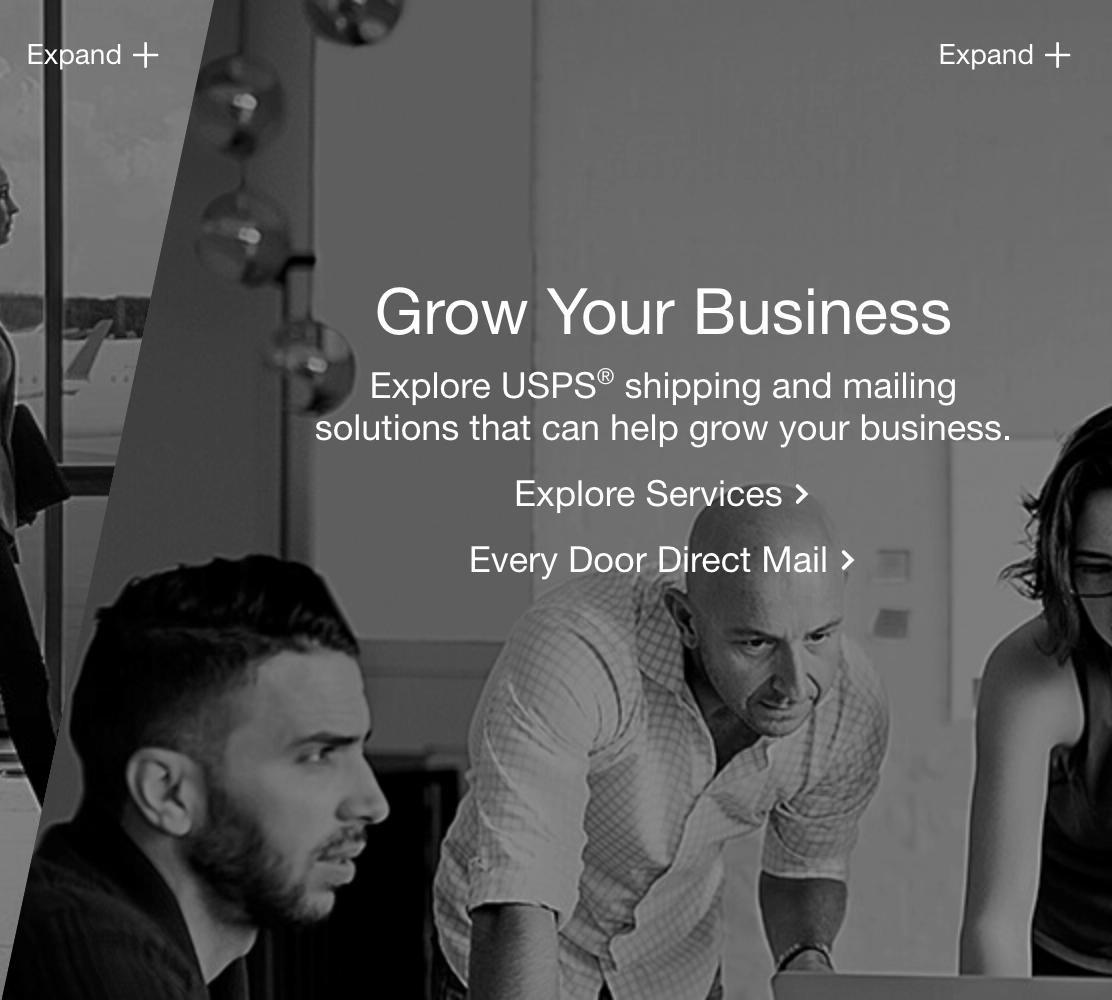 Expand
Expand
Grow Your Business
Explore USPS® shipping and mailing
solutions that can help grow your business.
Explore Services
Every Door Direct Mail